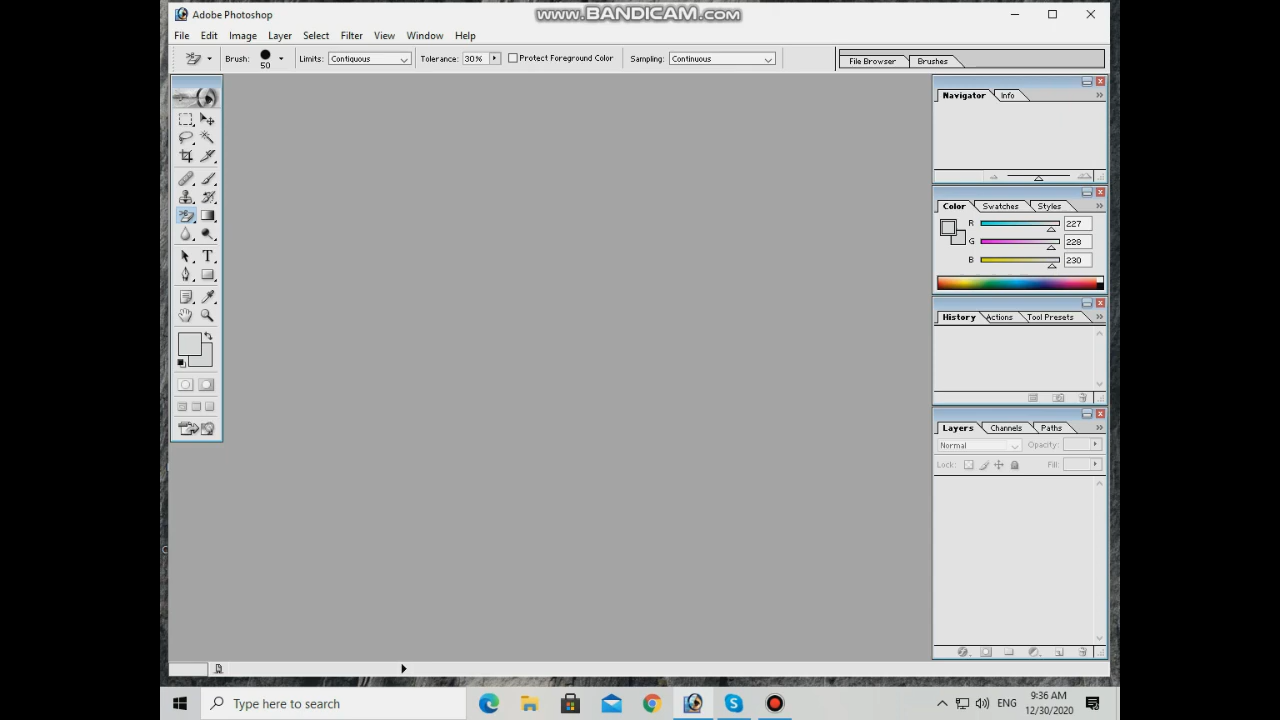 www.BANDICAM.com
Adobe Photoshop
File Edit Image Layer Select Filter View Window Help
Brush: 50 Limits: Contiguous Tolerance: 30% Protect Foreground Color Sampling: Continuous File Browser Brushes
Navigator Info
Color Swatches Styles
R 227
G 228
B 230
History Actions Tool Presets
Layers Channels Paths
Normal Opacity:
Lock: Fill:
T
Type here to search
ENG
9:36 AM
12/30/2020